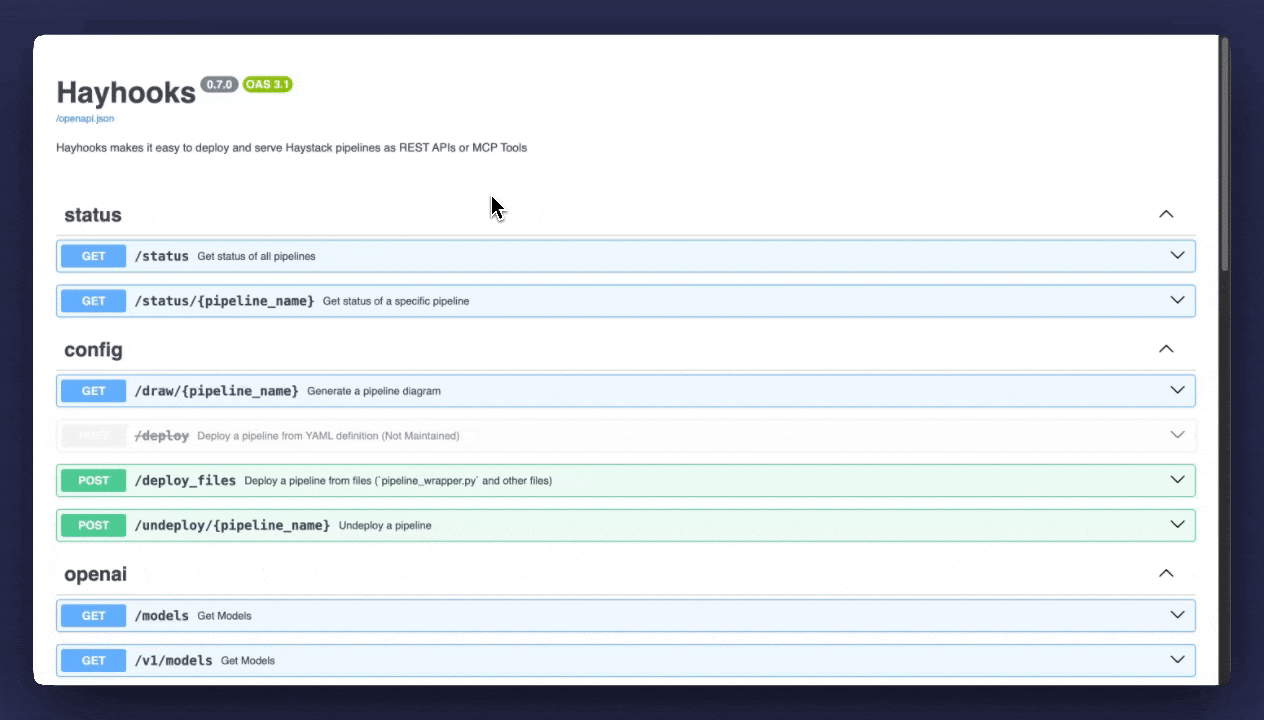 Hayhooks 0.7.0 OAS 3.1
/openapi.json
Hayhooks makes it easy to deploy and serve Haystack pipelines as REST APIs or MCP Tools
status
GET /status Get status of all pipelines
GET /status/{pipeline_name} Get status of a specific pipeline
config
GET /draw/{pipeline_name} Generate a pipeline diagram
POST /deploy Deploy a pipeline from YAML definition (Not Maintained)
POST /deploy_files Deploy a pipeline from files (`pipeline_wrapper.py` and other files)
POST /undeploy/{pipeline_name} Undeploy a pipeline
openai
GET /models Get Models
GET /v1/models Get Models